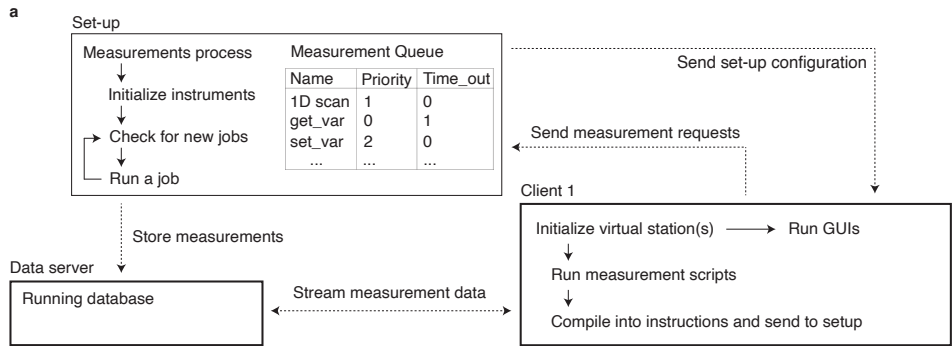 a
Set-up
Measurements process
Initialize instruments
Check for new jobs
Run a job
Measurement Queue
Name Priority Time_out
1D scan 1 0
get_var 0 1
set_var 2 0
... ... ...
Send set-up configuration
Send measurement requests
Store measurements
Client 1
Initialize virtual station(s) Run GUIs
Run measurement scripts
Compile into instructions and send to setup
Data server
Running database
Stream measurement data